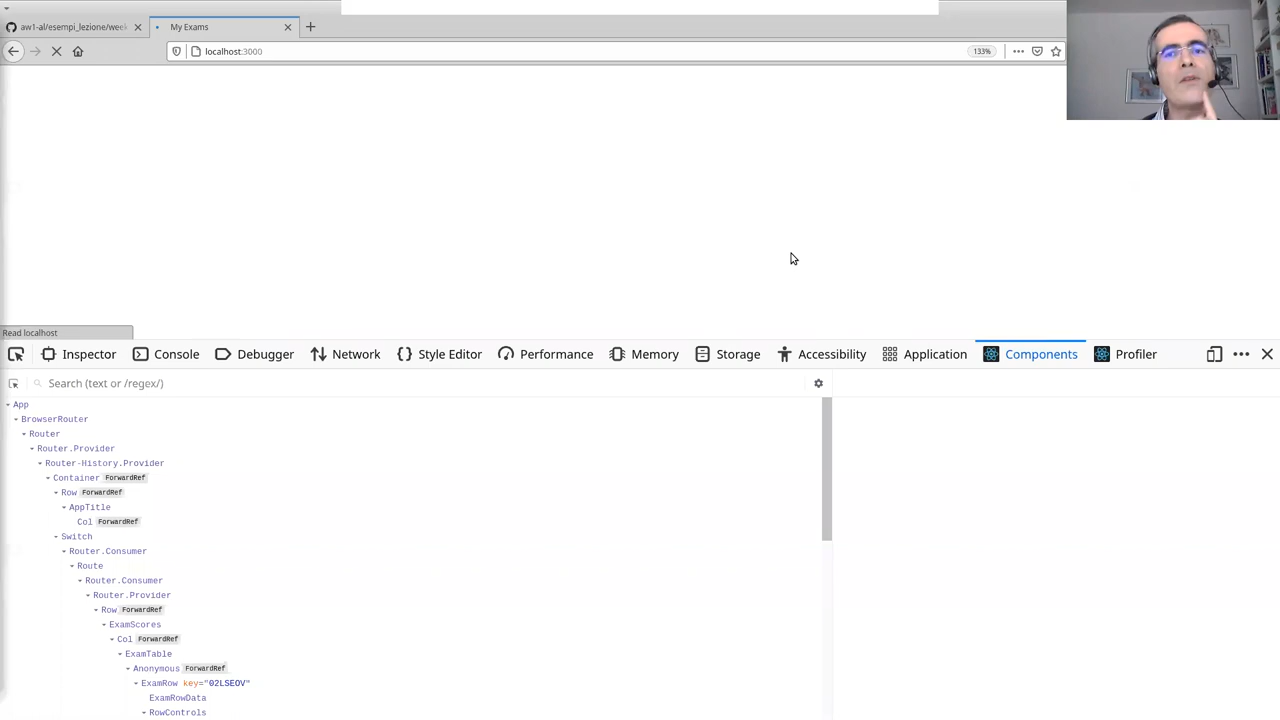 aw1-al/esempi_lezione/week
My Exams
localhost:3000
133%
Read localhost
Inspector
Console
Debugger
Network
Style Editor
Performance
Memory
Storage
Accessibility
Application
Components
Profiler
Search (text or /regex/)
App
BrowserRouter
Router
Router.Provider
Router-History.Provider
Container ForwardRef
Row ForwardRef
AppTitle
Col ForwardRef
Switch
Router.Consumer
Route
Router.Consumer
Router.Provider
Row ForwardRef
ExamScores
Col ForwardRef
ExamTable
Anonymous ForwardRef
ExamRow key="02LSEOV"
ExamRowData
RowControls